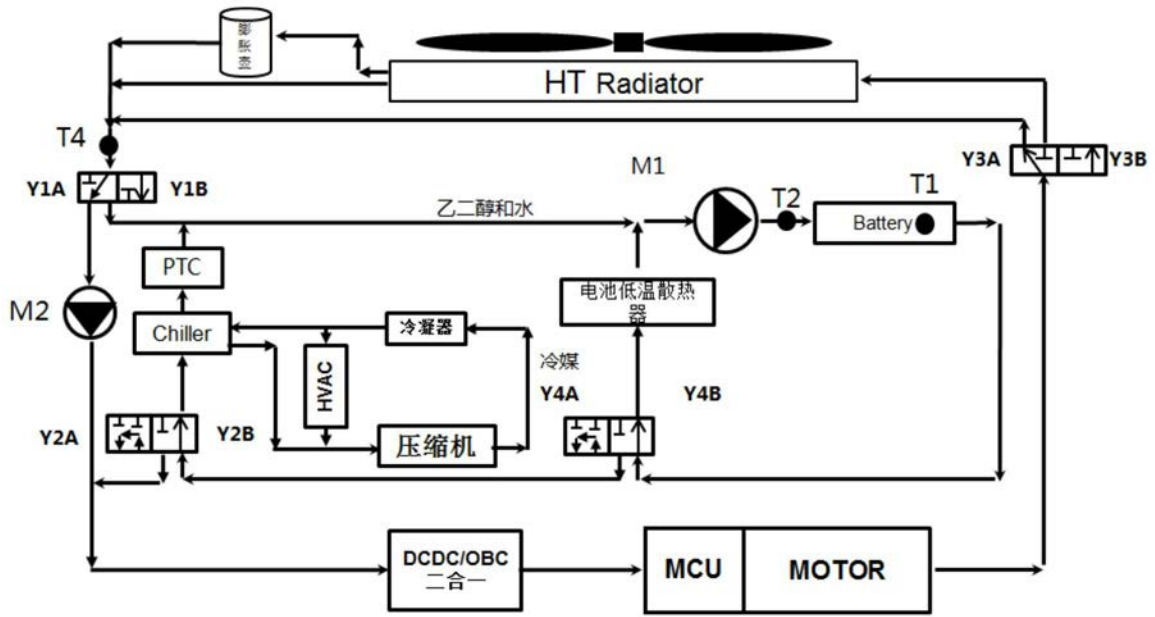 膨胀壶
HT Radiator
T4
Y3A
Y3B
M1
Y1A
Y1B
T2
T1
乙二醇和水
Battery
PTC
电池低温散热
器
M2
Chiller
冷凝器
HVAC
冷媒
Y4A
Y4B
Y2A
Y2B
压缩机
DCDC/OBC
二合一
MCU
MOTOR